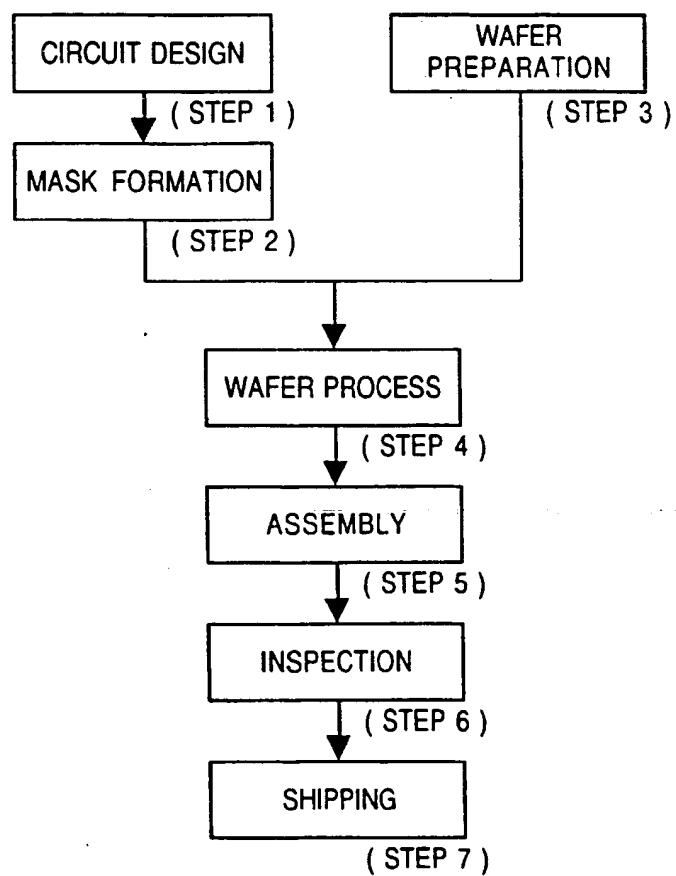 CIRCUIT DESIGN
( STEP 1 )
WAFER
PREPARATION
( STEP 3 )
MASK FORMATION
( STEP 2 )
WAFER PROCESS
( STEP 4 )
ASSEMBLY
( STEP 5 )
INSPECTION
( STEP 6 )
SHIPPING
( STEP 7 )